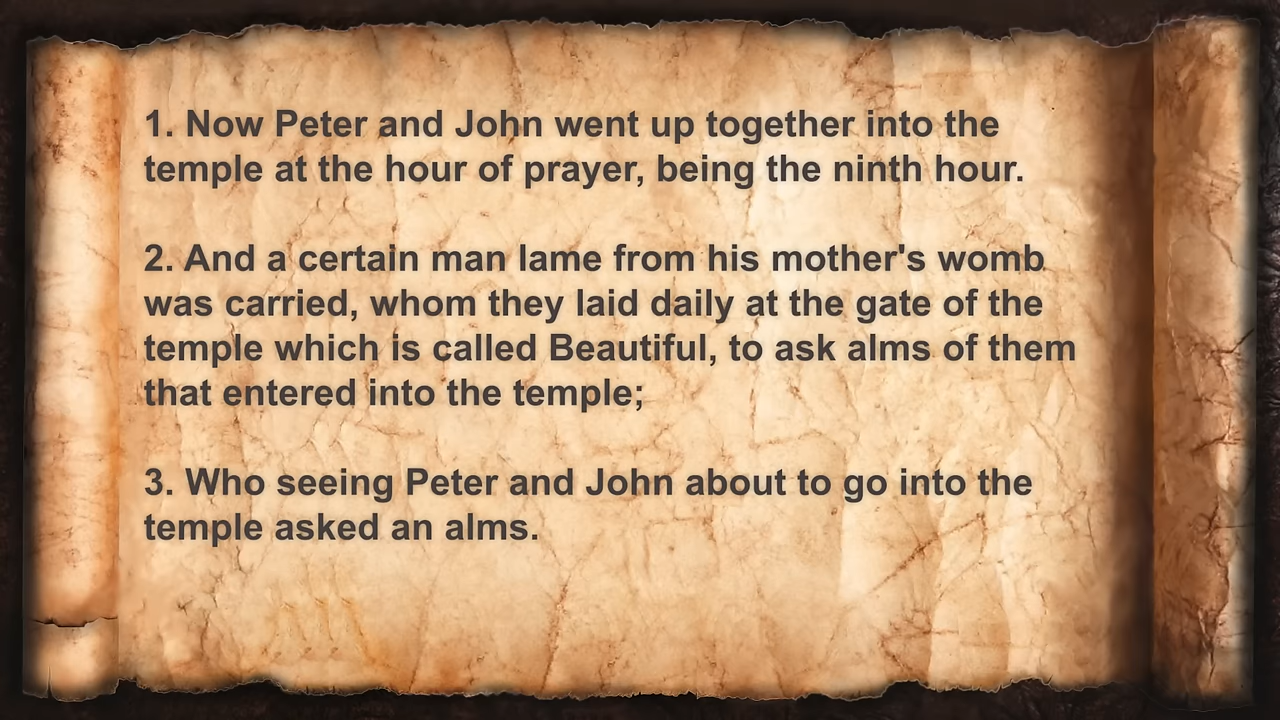 1. Now Peter and John went up together into the
temple at the hour of prayer, being the ninth hour.
2. And a certain man lame from his mother's womb
was carried, whom they laid daily at the gate of the
temple which is called Beautiful, to ask alms of them
that entered into the temple;
3. Who seeing Peter and John about to go into the
temple asked an alms.